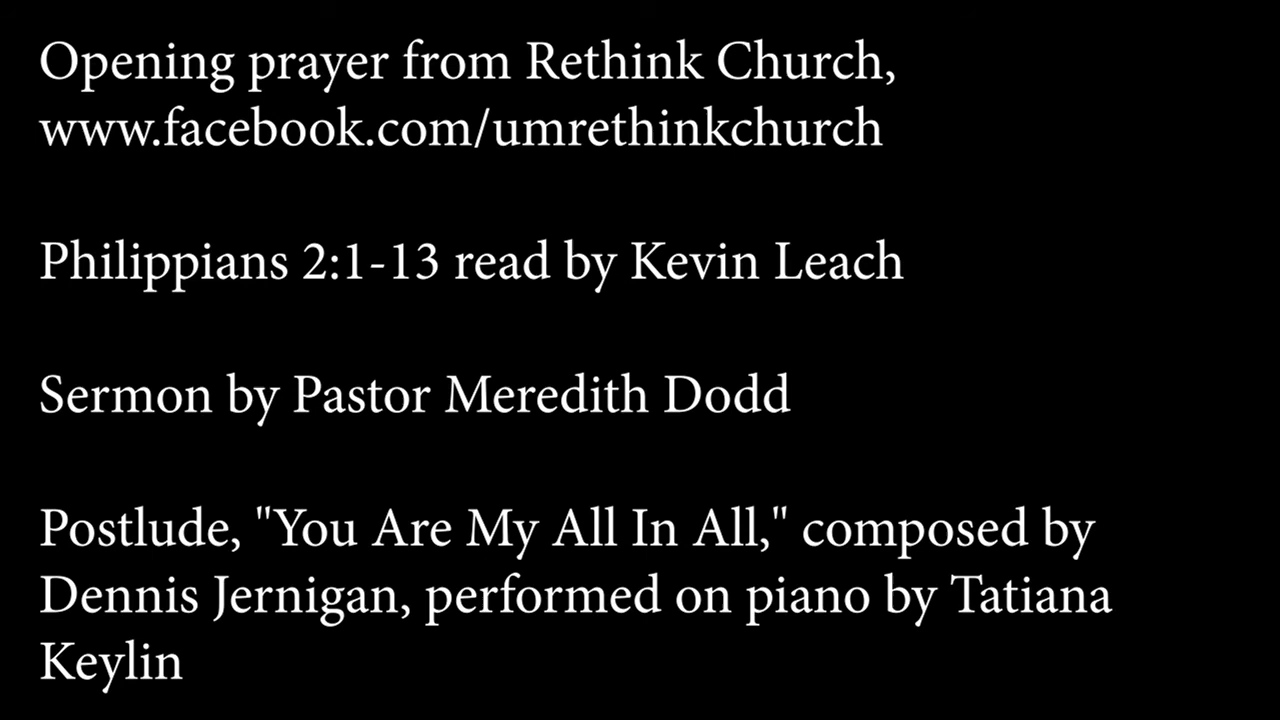 Opening prayer from Rethink Church,
www.facebook.com/umrethinkchurch
Philippians 2:1-13 read by Kevin Leach
Sermon by Pastor Meredith Dodd
Postlude, "You Are My All In All," composed by
Dennis Jernigan, performed on piano by Tatiana
Keylin